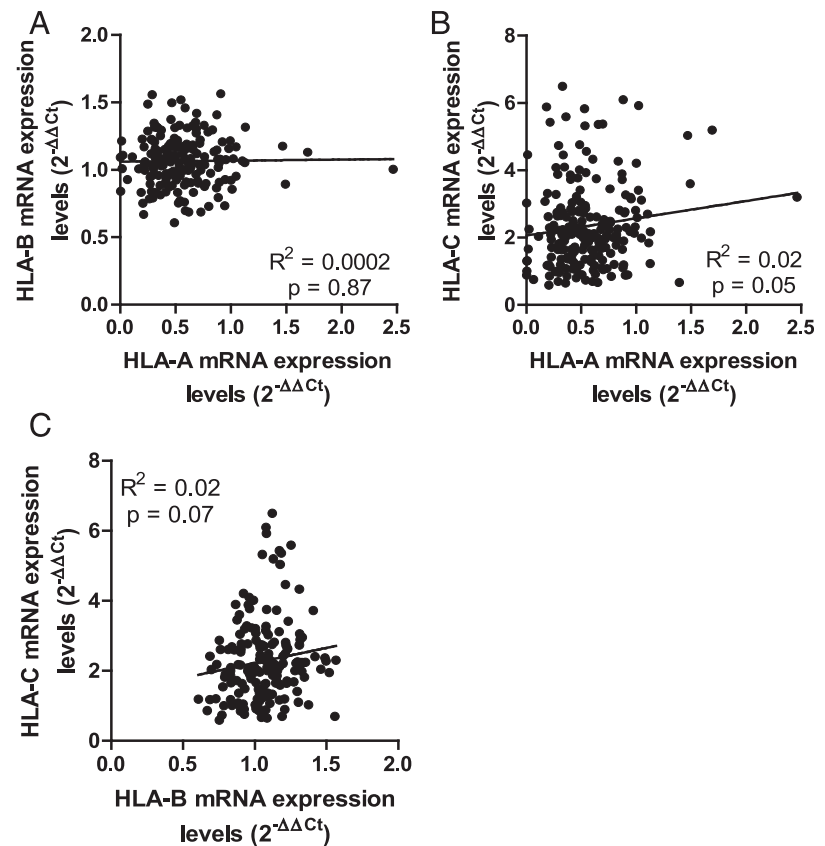 A
HLA-B mRNA expression
levels (2^-ΔΔCt)
2.0
1.5
1.0
0.5
0.0
R² = 0.0002
p = 0.87
0.0 0.5 1.0 1.5 2.0 2.5
HLA-A mRNA expression
levels (2^-ΔΔCt)
B
HLA-C mRNA expression
levels (2^-ΔΔCt)
8
6
4
2
0
R² = 0.02
p = 0.05
0.0 0.5 1.0 1.5 2.0 2.5
HLA-A mRNA expression
levels (2^-ΔΔCt)
C
HLA-C mRNA expression
levels (2^-ΔΔCt)
8
6
4
2
0
R² = 0.02
p = 0.07
0.0 0.5 1.0 1.5 2.0
HLA-B mRNA expression
levels (2^-ΔΔCt)